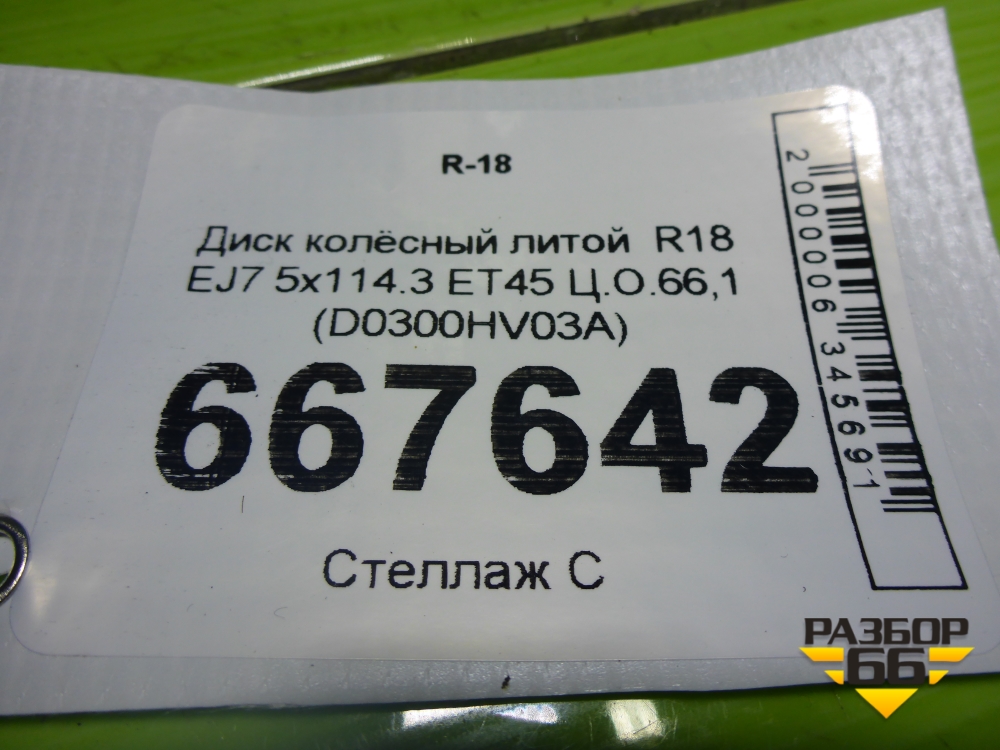 R-18
Диск колёсный литой R18
EJ7 5x114.3 ET45 Ц.О.66,1
(D0300HV03A)
667642
Стеллаж С
2000006345691
РАЗБОР
66